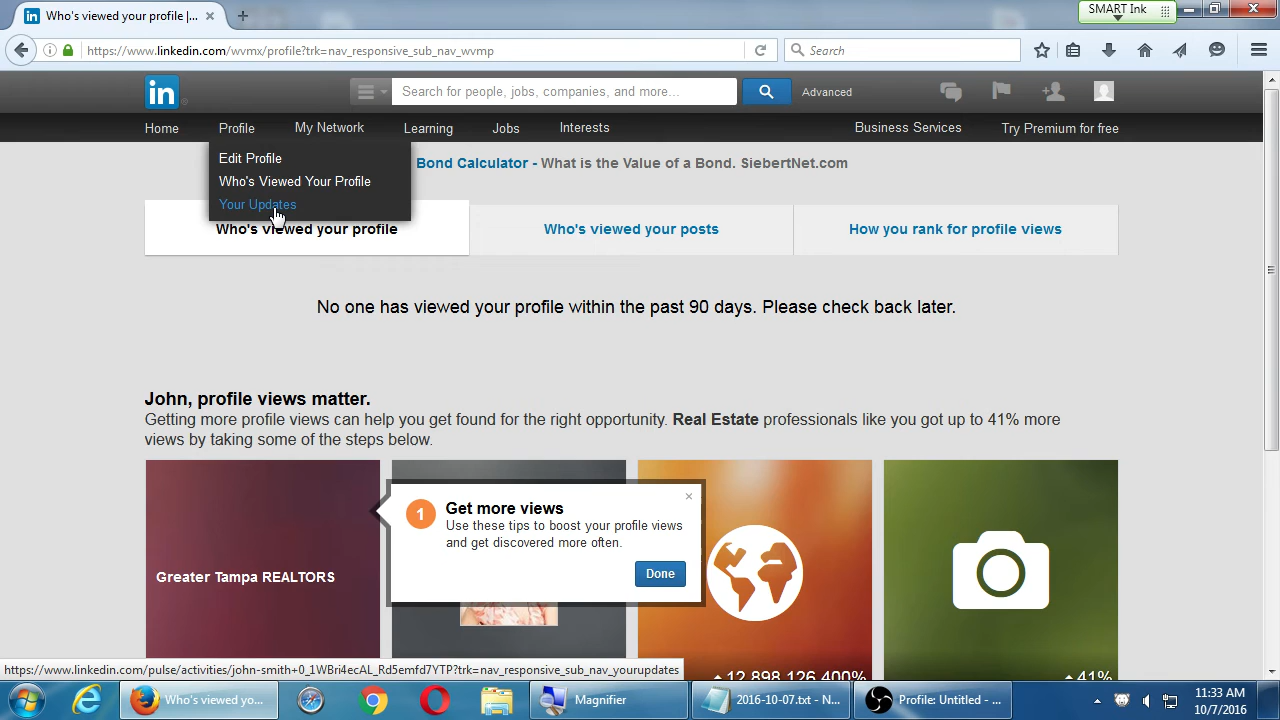 Who's viewed your profile |...
SMART Ink
https://www.linkedin.com/wvmx/profile?trk=nav_responsive_sub_nav_wvmp
Search
in
Search for people, jobs, companies, and more...
Advanced
Home
Profile
My Network
Learning
Jobs
Interests
Business Services
Try Premium for free
Edit Profile
Who's Viewed Your Profile
Your Updates
Bond Calculator - What is the Value of a Bond. SiebertNet.com
Who's viewed your profile
Who's viewed your posts
How you rank for profile views
No one has viewed your profile within the past 90 days. Please check back later.
John, profile views matter.
Getting more profile views can help you get found for the right opportunity. Real Estate professionals like you got up to 41% more
views by taking some of the steps below.
1
Get more views
Use these tips to boost your profile views
and get discovered more often.
Done
Greater Tampa REALTORS
12,898,126,400%
41%
https://www.linkedin.com/pulse/activities/john-smith+0_1WBri4ecAL_Rd5emfd7YTP?trk=nav_responsive_sub_nav_yourupdates
Who's viewed yo...
Magnifier
2016-10-07.txt - N...
Profile: Untitled - ...
11:33 AM
10/7/2016